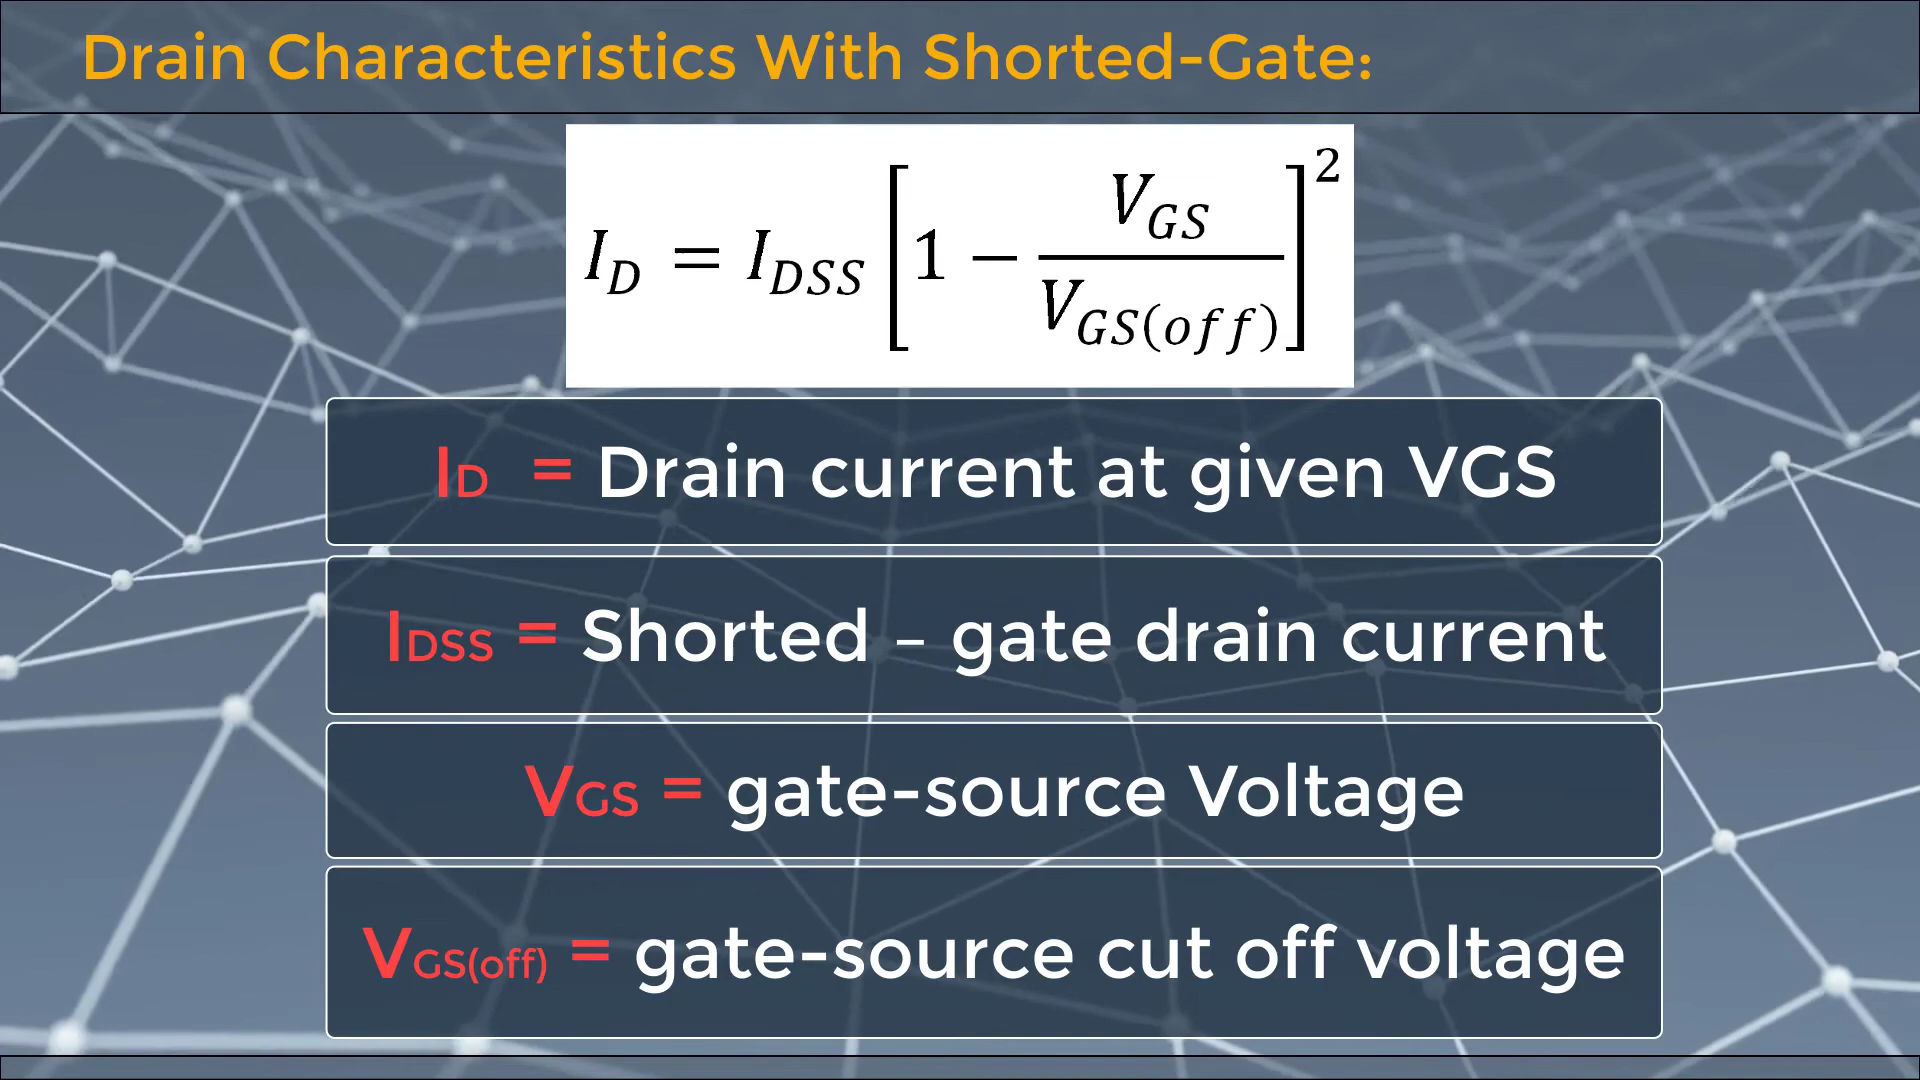 Drain Characteristics With Shorted-Gate:
I_D = I_DSS [1 − V_GS / V_GS(off)]^2
ID = Drain current at given VGS
IDSS = Shorted – gate drain current
VGS = gate-source Voltage
VGS(off) = gate-source cut off voltage